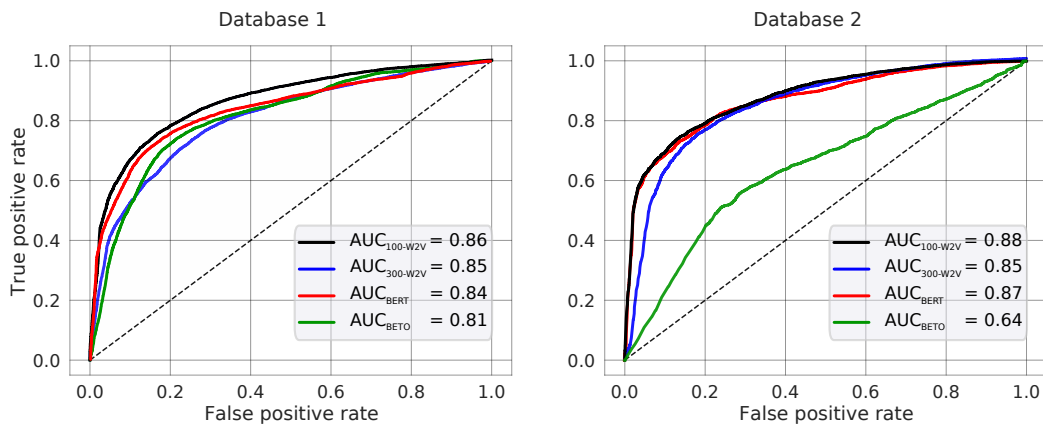 Database 1
True positive rate
1.0
0.8
0.6
0.4
0.2
0.0
AUC100-W2V = 0.86
AUC300-W2V = 0.85
AUCBERT = 0.84
AUCBETO = 0.81
0.0 0.2 0.4 0.6 0.8 1.0
False positive rate
Database 2
1.0
0.8
0.6
0.4
0.2
0.0
AUC100-W2V = 0.88
AUC300-W2V = 0.85
AUCBERT = 0.87
AUCBETO = 0.64
0.0 0.2 0.4 0.6 0.8 1.0
False positive rate